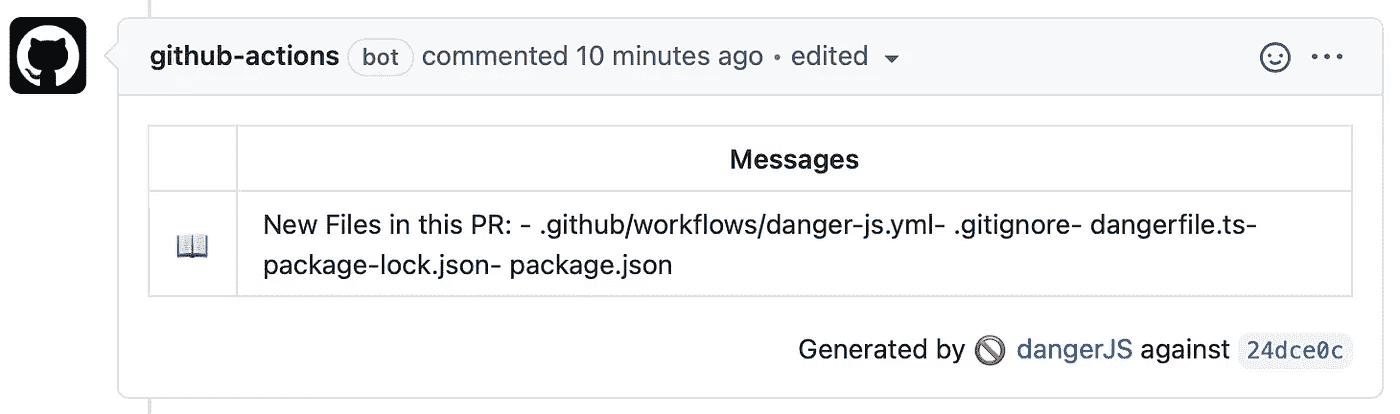 github-actions bot commented 10 minutes ago • edited
Messages
New Files in this PR: - .github/workflows/danger-js.yml- .gitignore- dangerfile.ts-
package-lock.json- package.json
Generated by dangerJS against 24dce0c